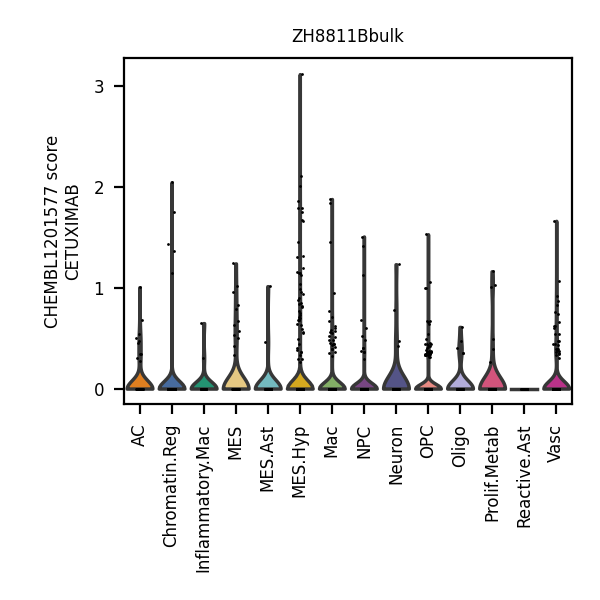 ZH8811Bbulk
CHEMBL1201577 score
CETUXIMAB
3
2
1
0
AC
Chromatin.Reg
Inflammatory.Mac
MES
MES.Ast
MES.Hyp
Mac
NPC
Neuron
OPC
Oligo
Prolif.Metab
Reactive.Ast
Vasc